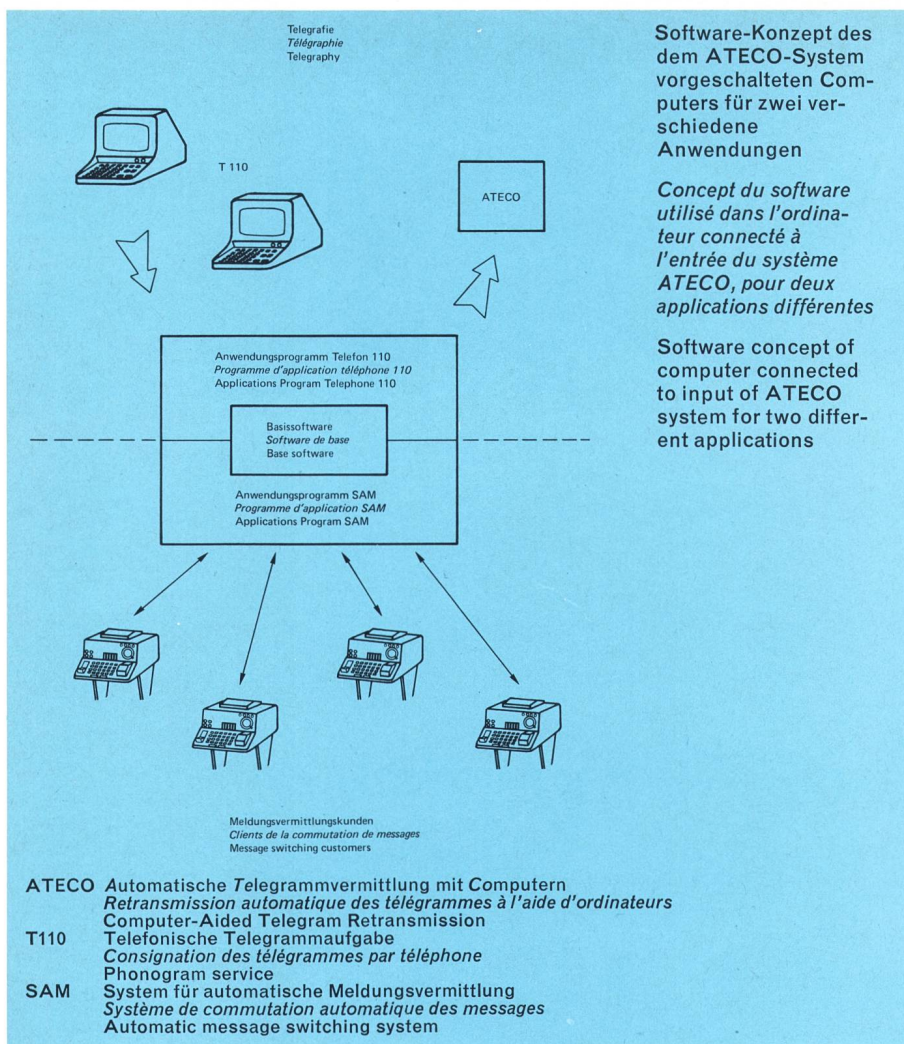 Telegrafie
Télégraphie
Telegraphy
Software-Konzept des
dem ATECO-System
vorgeschalteten Com-
puters für zwei ver-
schiedene
Anwendungen
Concept du software
utilisé dans l'ordina-
teur connecté à
l'entrée du système
ATECO, pour deux
applications différentes
Software concept of
computer connected
to input of ATECO
system for two differ-
ent applications
T 110
ATECO
Anwendungsprogramm Telefon 110
Programme d'application téléphone 110
Applications Program Telephone 110
Basissoftware
Software de base
Base software
Anwendungsprogramm SAM
Programme d'application SAM
Applications Program SAM
Meldungsvermittlungskunden
Clients de la commutation de messages
Message switching customers
ATECO Automatische Telegrammvermittlung mit Computern
Retransmission automatique des télégrammes à l'aide d'ordinateurs
Computer-Aided Telegram Retransmission
T110 Telefonische Telegrammaufgabe
Consignation des télégrammes par téléphone
Phonogram service
SAM System für automatische Meldungsvermittlung
Système de commutation automatique des messages
Automatic message switching system